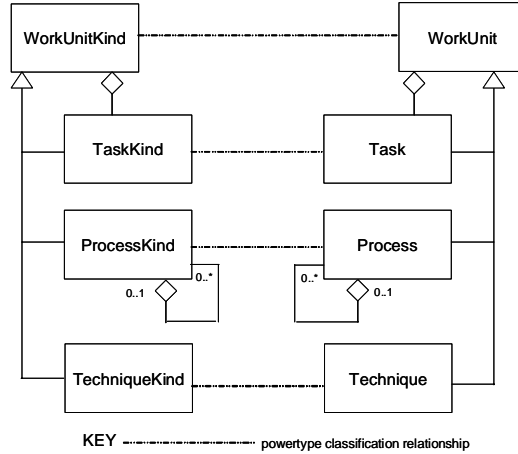 WorkUnitKind
WorkUnit
TaskKind
Task
ProcessKind
Process
0..*
0..*
0..1
0..1
TechniqueKind
Technique
KEY
powertype classification relationship